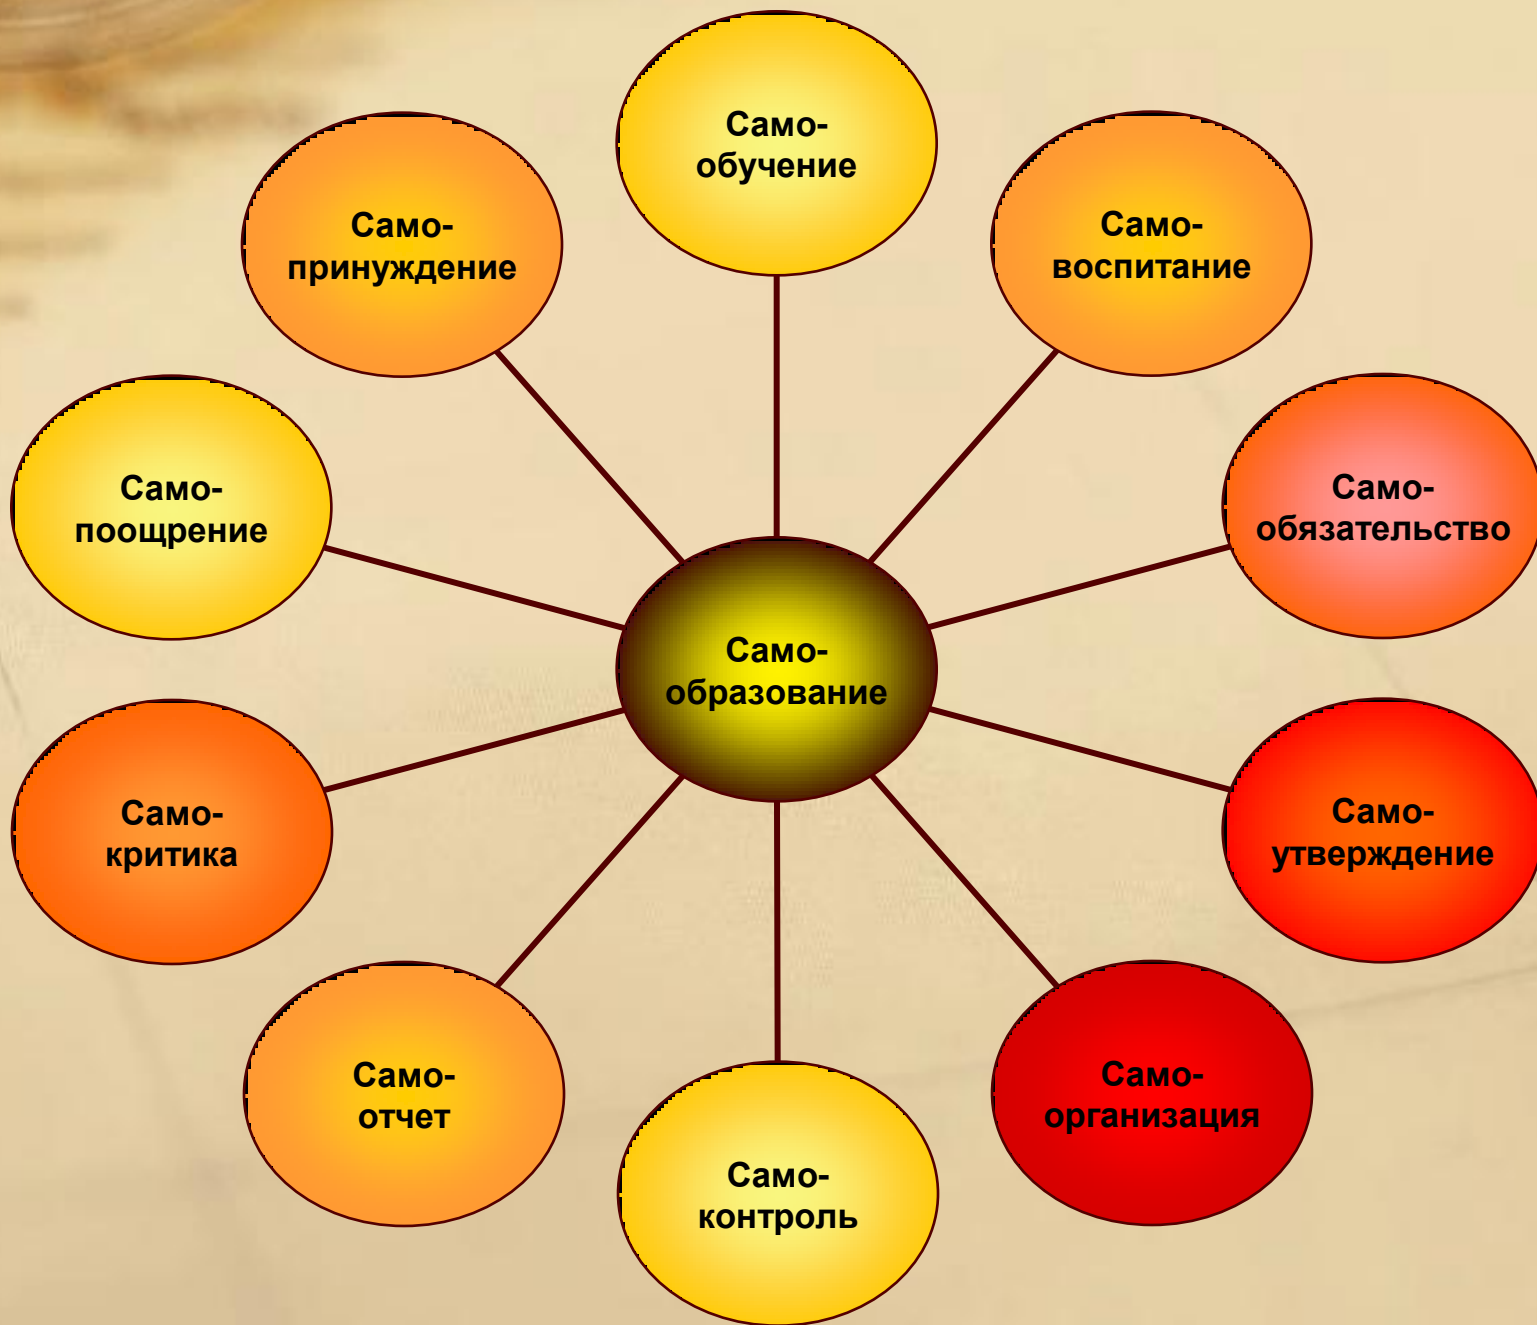 Само-
обучение
Само-
воспитание
Само-
обязательство
Само-
утверждение
Само-
организация
Само-
контроль
Само-
отчет
Само-
критика
Само-
поощрение
Само-
принуждение
Само-
образование